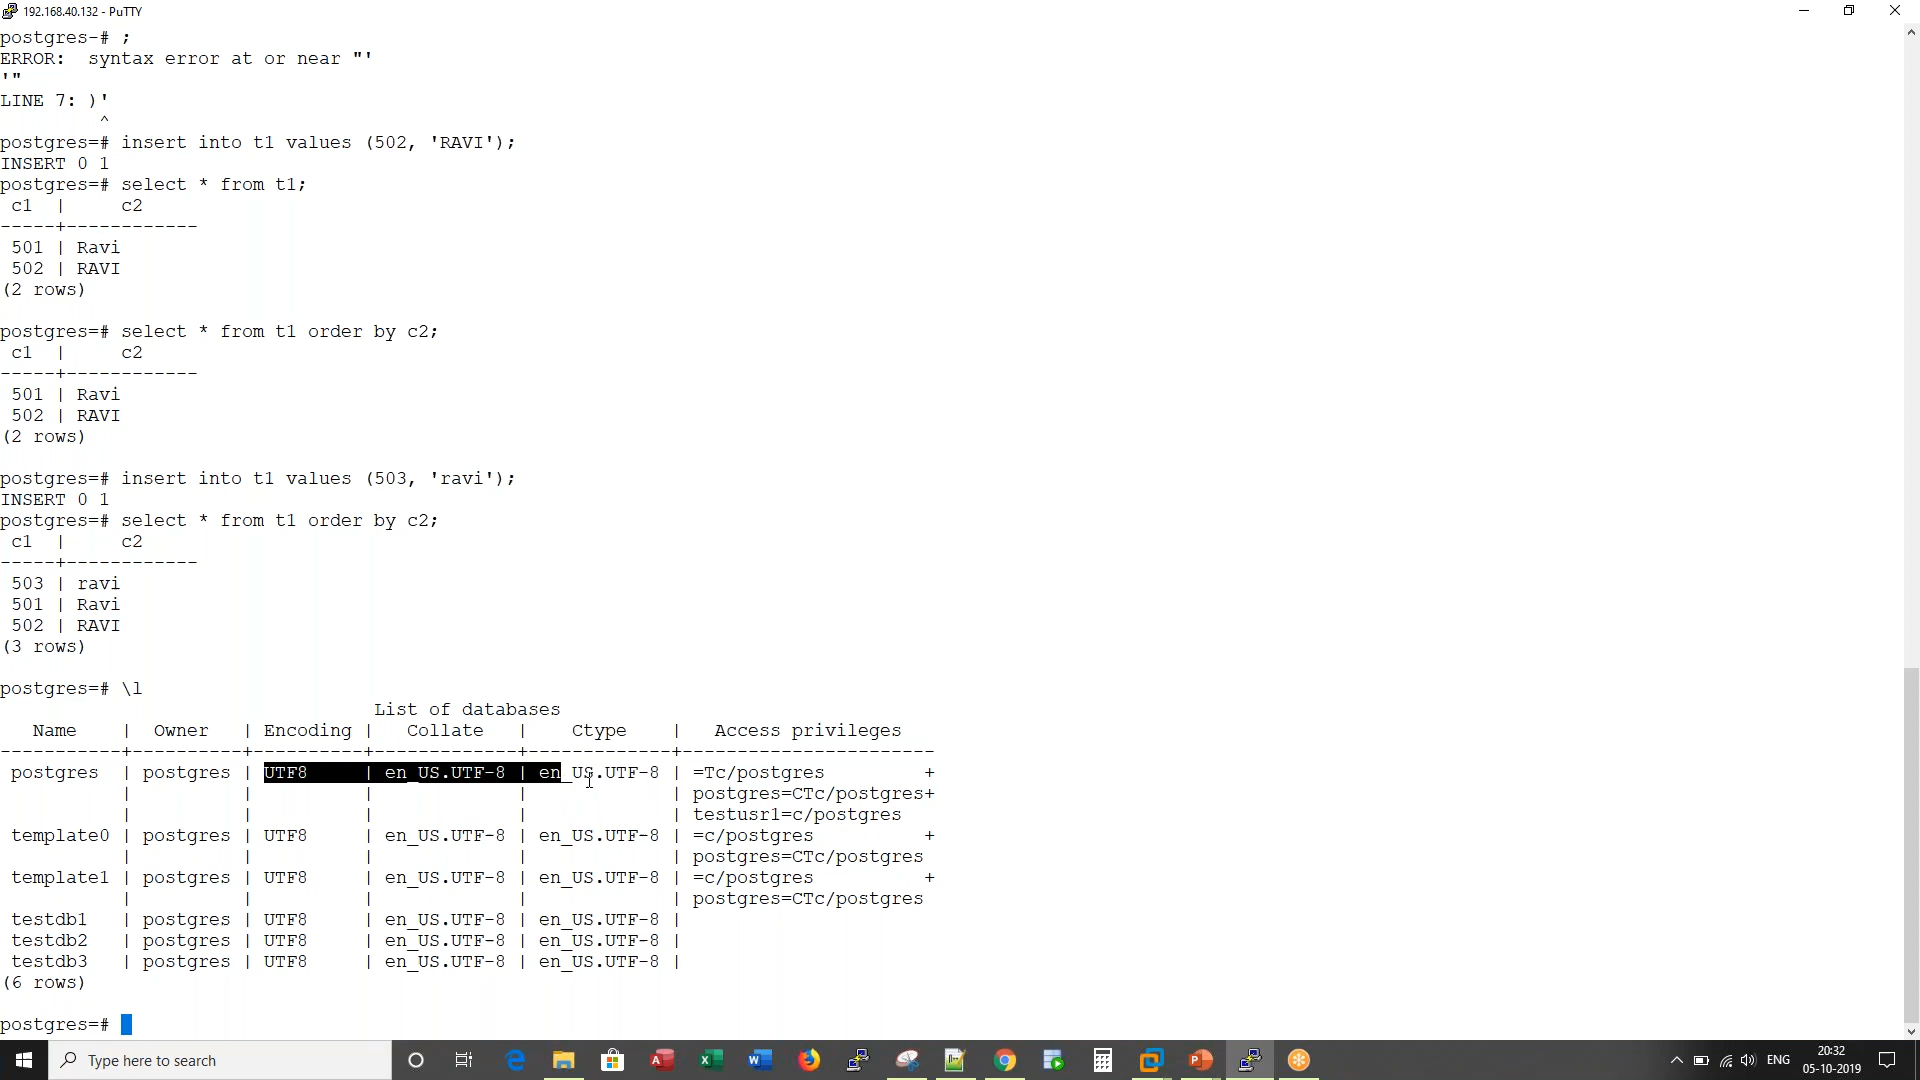 192.168.40.132 - PuTTY
postgres-# ;
ERROR:  syntax error at or near "'
'"
LINE 7: )'
         ^
postgres=# insert into t1 values (502, 'RAVI');
INSERT 0 1
postgres=# select * from t1;
 c1  |     c2
-----+------------
 501 | Ravi
 502 | RAVI
(2 rows)
postgres=# select * from t1 order by c2;
 c1  |     c2
-----+------------
 501 | Ravi
 502 | RAVI
(2 rows)
postgres=# insert into t1 values (503, 'ravi');
INSERT 0 1
postgres=# select * from t1 order by c2;
 c1  |     c2
-----+------------
 503 | ravi
 501 | Ravi
 502 | RAVI
(3 rows)
postgres=# \l
                                  List of databases
   Name    |  Owner   | Encoding |   Collate   |    Ctype    |   Access privileges
-----------+----------+----------+-------------+-------------+-----------------------
 postgres  | postgres | UTF8     | en_US.UTF-8 | en_US.UTF-8 | =Tc/postgres         +
           |          |          |             |             | postgres=CTc/postgres+
           |          |          |             |             | testusr1=c/postgres
 template0 | postgres | UTF8     | en_US.UTF-8 | en_US.UTF-8 | =c/postgres          +
           |          |          |             |             | postgres=CTc/postgres
 template1 | postgres | UTF8     | en_US.UTF-8 | en_US.UTF-8 | =c/postgres          +
           |          |          |             |             | postgres=CTc/postgres
 testdb1   | postgres | UTF8     | en_US.UTF-8 | en_US.UTF-8 |
 testdb2   | postgres | UTF8     | en_US.UTF-8 | en_US.UTF-8 |
 testdb3   | postgres | UTF8     | en_US.UTF-8 | en_US.UTF-8 |
(6 rows)
postgres=#
Type here to search
ENG
20:32
05-10-2019